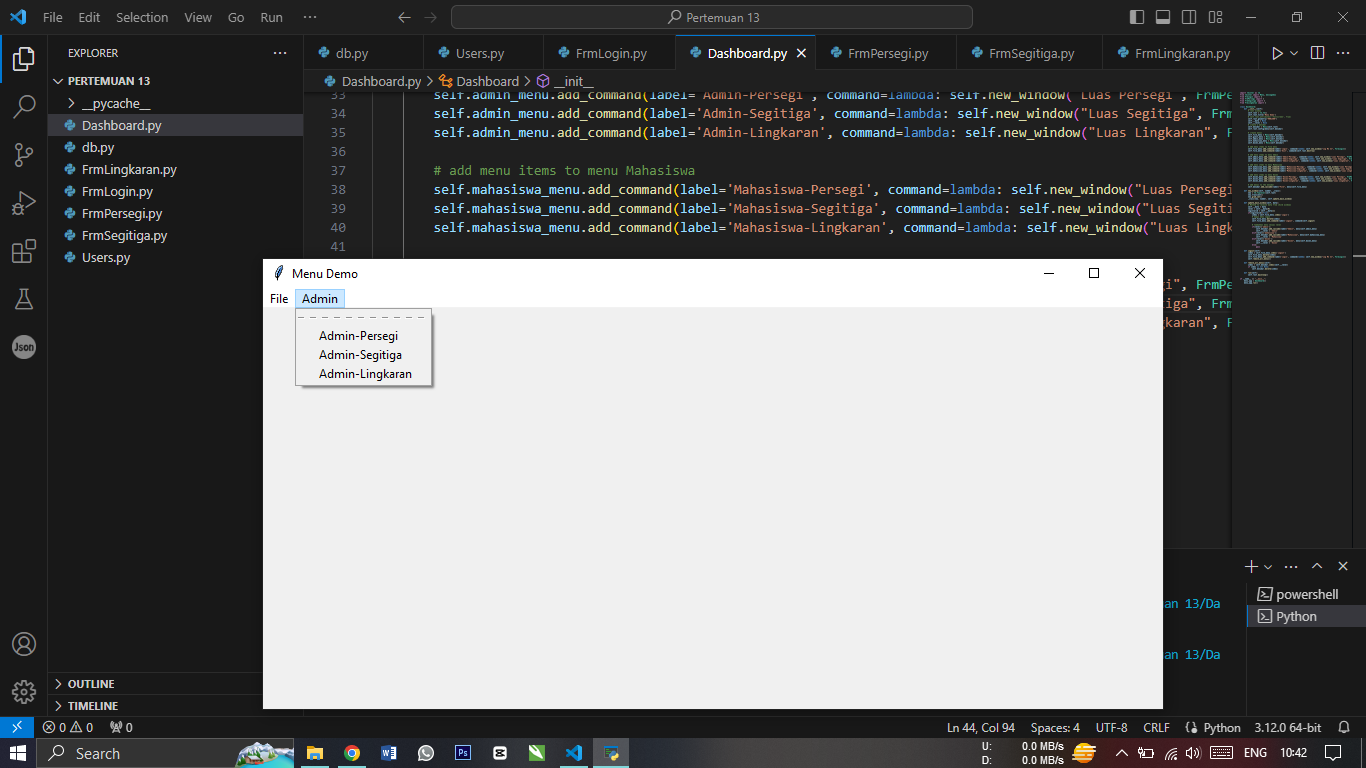 File Edit Selection View Go Run ··· Pertemuan 13
EXPLORER ···
PERTEMUAN 13
__pycache__
Dashboard.py
db.py
FrmLingkaran.py
FrmLogin.py
FrmPersegi.py
FrmSegitiga.py
Users.py
OUTLINE
TIMELINE
db.py Users.py FrmLogin.py Dashboard.py FrmPersegi.py FrmSegitiga.py FrmLingkaran.py
Dashboard.py > Dashboard > __init__
33 self.admin_menu.add_command(label='Admin-Persegi', command=lambda: self.new_window("Luas Persegi", FrmPe
34 self.admin_menu.add_command(label='Admin-Segitiga', command=lambda: self.new_window("Luas Segitiga", Frm
35 self.admin_menu.add_command(label='Admin-Lingkaran', command=lambda: self.new_window("Luas Lingkaran", F
36
37 # add menu items to menu Mahasiswa
38 self.mahasiswa_menu.add_command(label='Mahasiswa-Persegi', command=lambda: self.new_window("Luas Persegi
39 self.mahasiswa_menu.add_command(label='Mahasiswa-Segitiga', command=lambda: self.new_window("Luas Segiti
40 self.mahasiswa_menu.add_command(label='Mahasiswa-Lingkaran', command=lambda: self.new_window("Luas Lingk
41
gi", FrmPe
iga", Frm
karan", F
Menu Demo
File Admin
Admin-Persegi
Admin-Segitiga
Admin-Lingkaran
an 13/Da
an 13/Da
powershell
Python
Json
0 0 0 Ln 44, Col 94 Spaces: 4 UTF-8 CRLF Python 3.12.0 64-bit
Search U: 0.0 MB/s
D: 0.0 MB/s
ENG 10:42